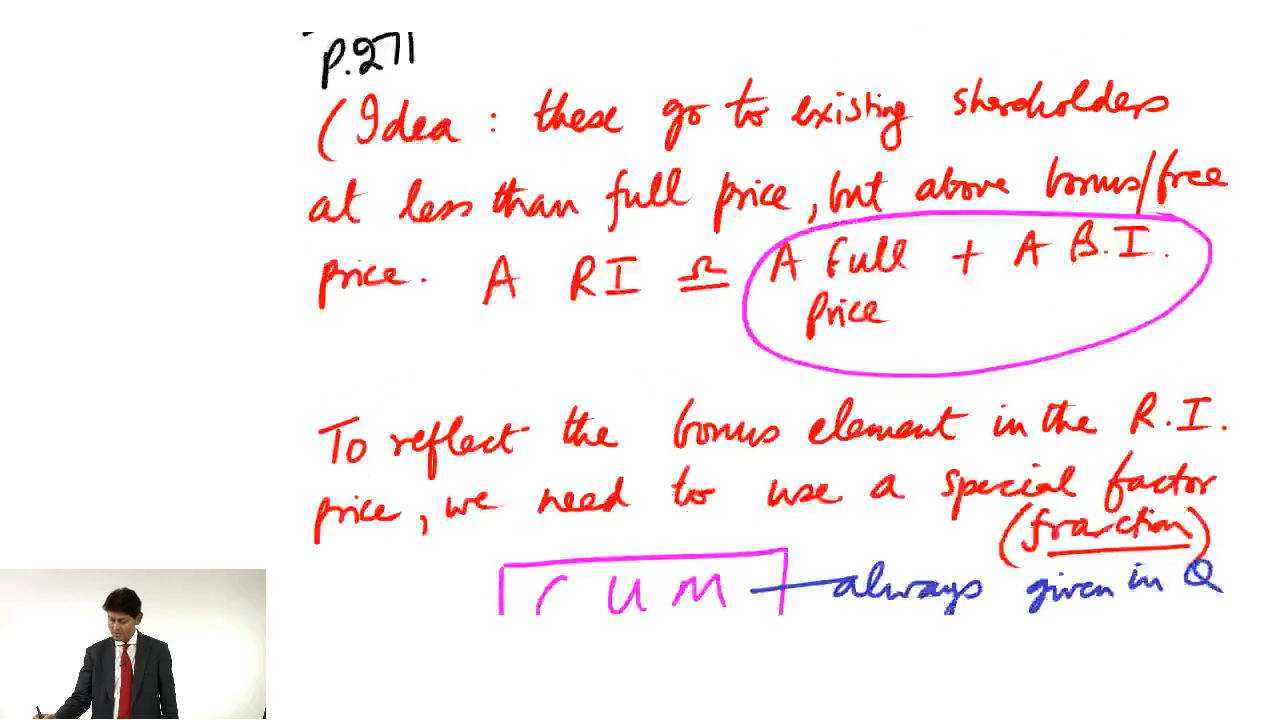 P.271
(Idea : these go to existing shareholders
at less than full price, but above bonus/free
price. A RI ≏ A Full + A B.I.
Price
To reflect the bonus element in the R.I.
price, we need to use a special factor
(fraction)
CUM — always given in Q